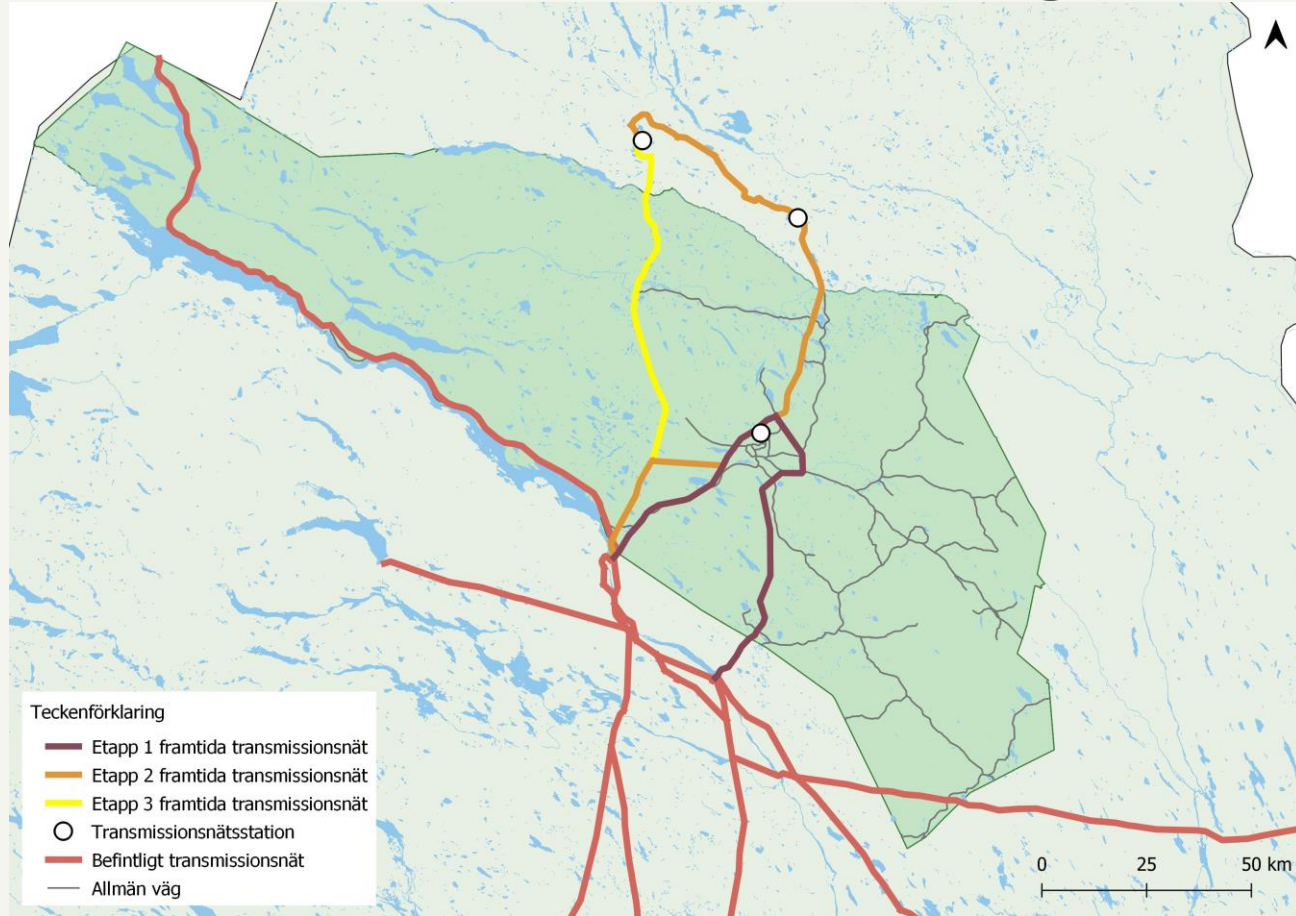 Teckenförklaring
Etapp 1 framtida transmissionsnät
Etapp 2 framtida transmissionsnät
Etapp 3 framtida transmissionsnät
Transmissionsnätsstation
Befintligt transmissionsnät
Allmän väg
0 25 50 km